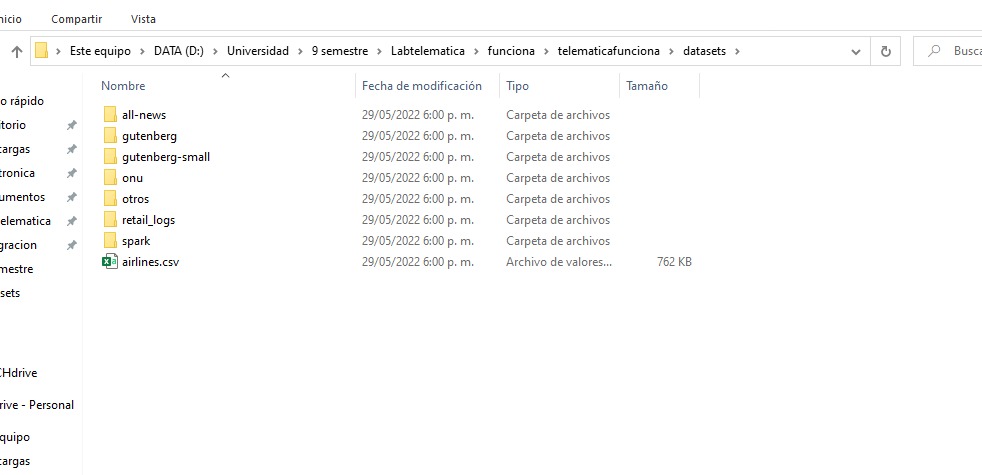 nicio Compartir Vista
Este equipo > DATA (D:) > Universidad > 9 semestre > Labtelematica > funciona > telematicafunciona > datasets > Busca
Nombre Fecha de modificación Tipo Tamaño
o rápido
itorio
cargas
tronica
umentos
elematica
gracion
mestre
sets
CHdrive
rive - Personal
quipo
cargas
all-news 29/05/2022 6:00 p. m. Carpeta de archivos
gutenberg 29/05/2022 6:00 p. m. Carpeta de archivos
gutenberg-small 29/05/2022 6:00 p. m. Carpeta de archivos
onu 29/05/2022 6:00 p. m. Carpeta de archivos
otros 29/05/2022 6:00 p. m. Carpeta de archivos
retail_logs 29/05/2022 6:00 p. m. Carpeta de archivos
spark 29/05/2022 6:00 p. m. Carpeta de archivos
airlines.csv 29/05/2022 6:00 p. m. Archivo de valores... 762 KB